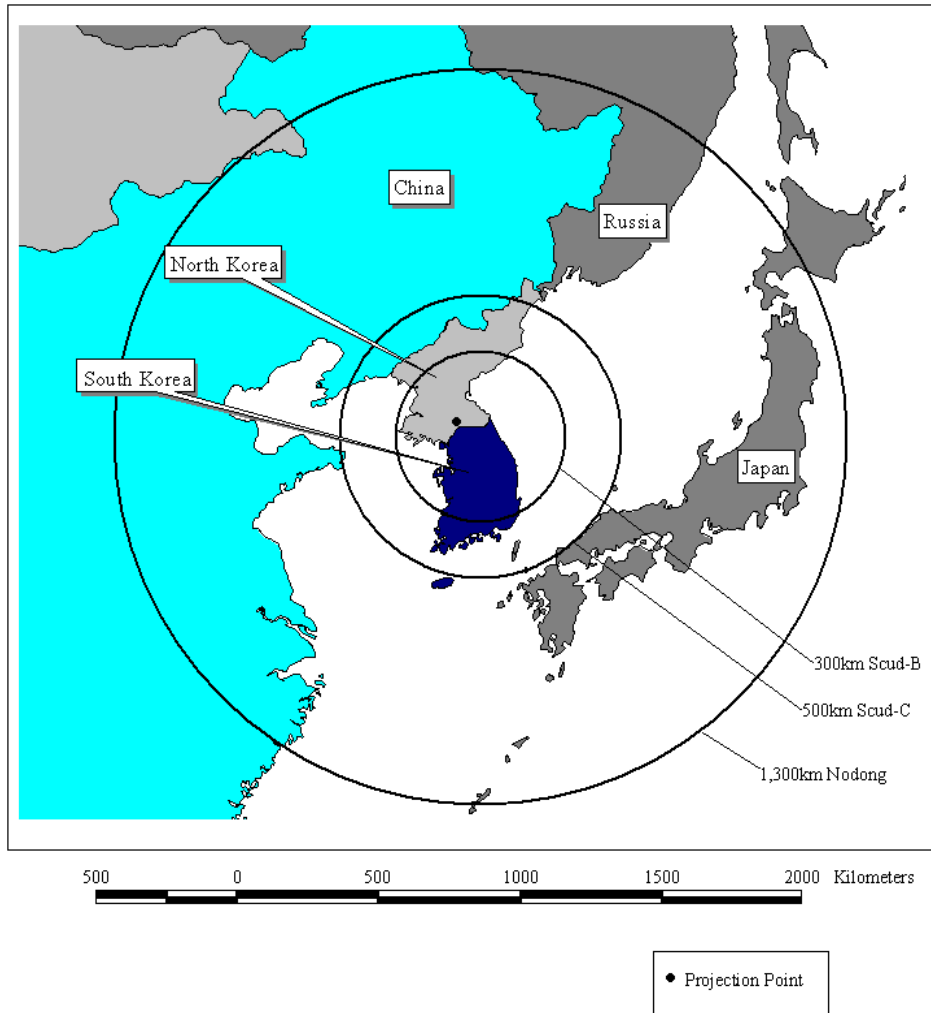 China
Russia
North Korea
South Korea
Japan
300km Scud-B
500km Scud-C
1,300km Nodong
500 0 500 1000 1500 2000 Kilometers
Projection Point